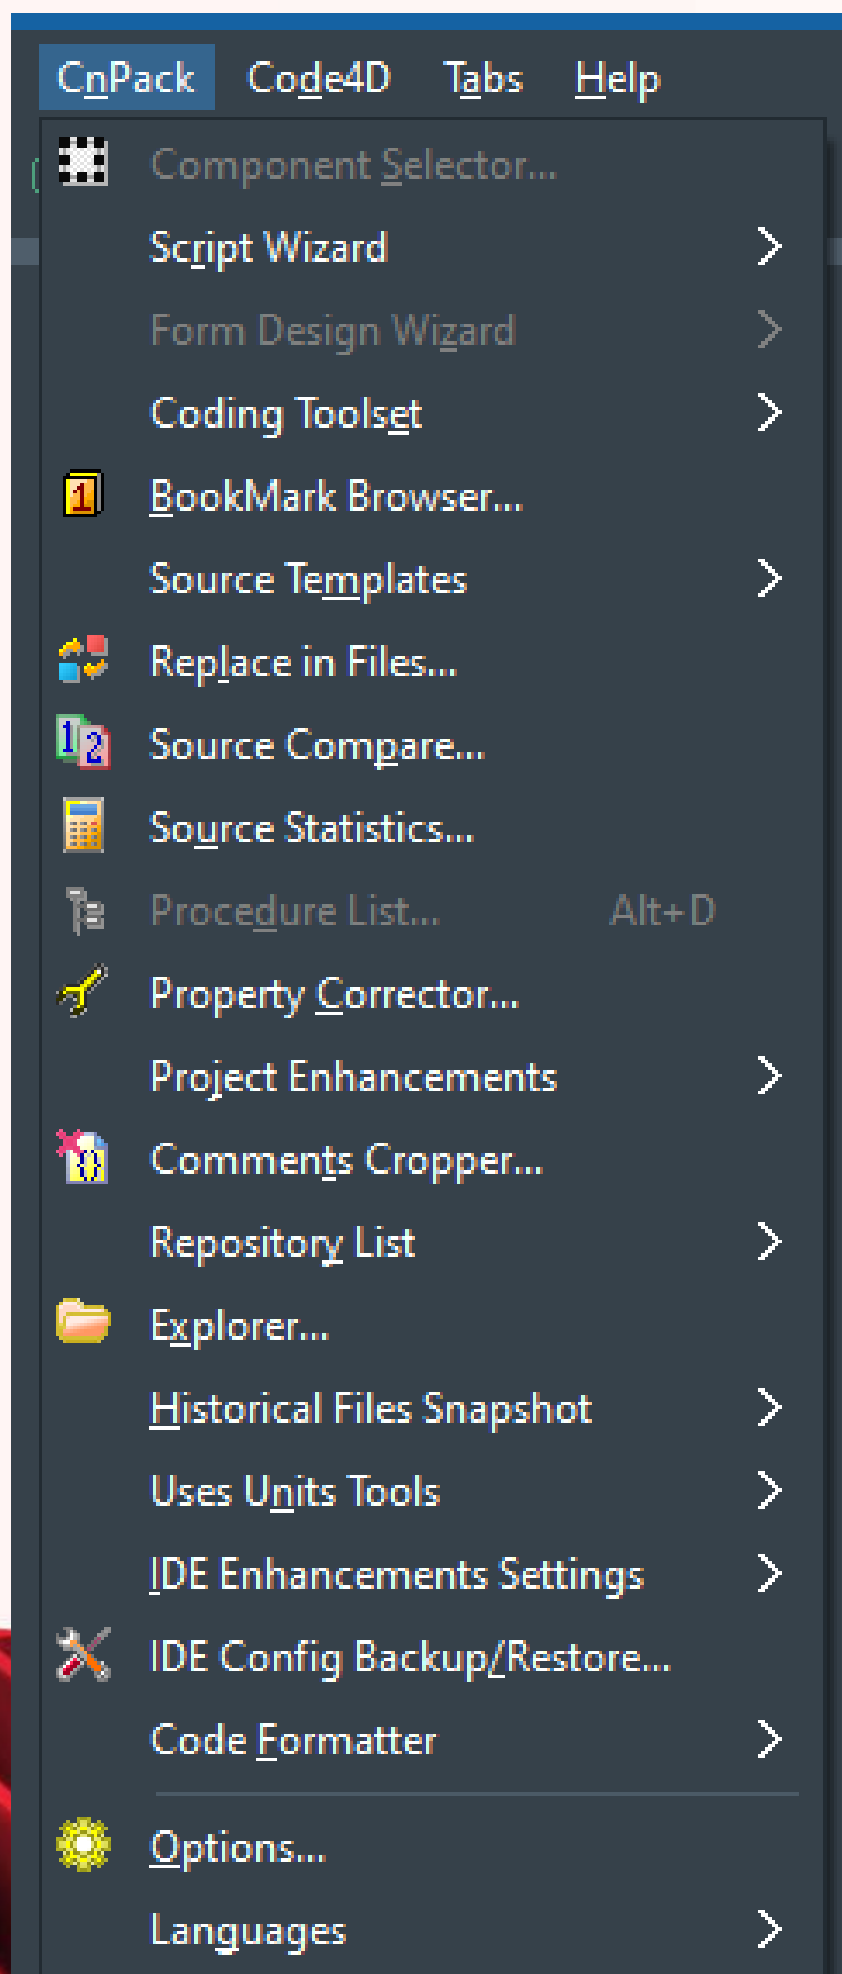 CnPack Code4D Tabs Help
Component Selector...
Script Wizard
Form Design Wizard
Coding Toolset
BookMark Browser...
Source Templates
Replace in Files...
Source Compare...
Source Statistics...
Procedure List... Alt+D
Property Corrector...
Project Enhancements
Comments Cropper...
Repository List
Explorer...
Historical Files Snapshot
Uses Units Tools
IDE Enhancements Settings
IDE Config Backup/Restore...
Code Formatter
Options...
Languages